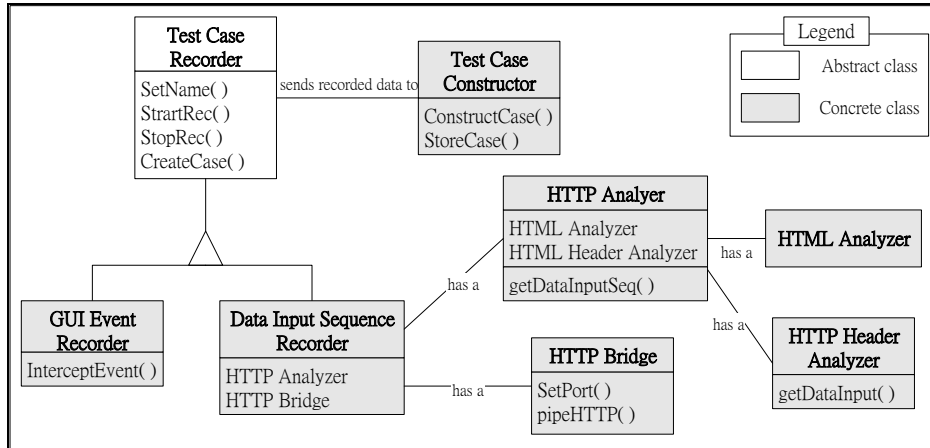 Test Case
Recorder
SetName( )
StrartRec( )
StopRec( )
CreateCase( )
sends recorded data to
Test Case
Constructor
ConstructCase( )
StoreCase( )
Legend
Abstract class
Concrete class
HTTP Analyer
HTML Analyzer
HTML Header Analyzer
getDataInputSeq( )
has a
HTML Analyzer
has a
HTTP Header
Analyzer
getDataInput( )
has a
GUI Event
Recorder
InterceptEvent( )
Data Input Sequence
Recorder
HTTP Analyzer
HTTP Bridge
has a
HTTP Bridge
SetPort( )
pipeHTTP( )